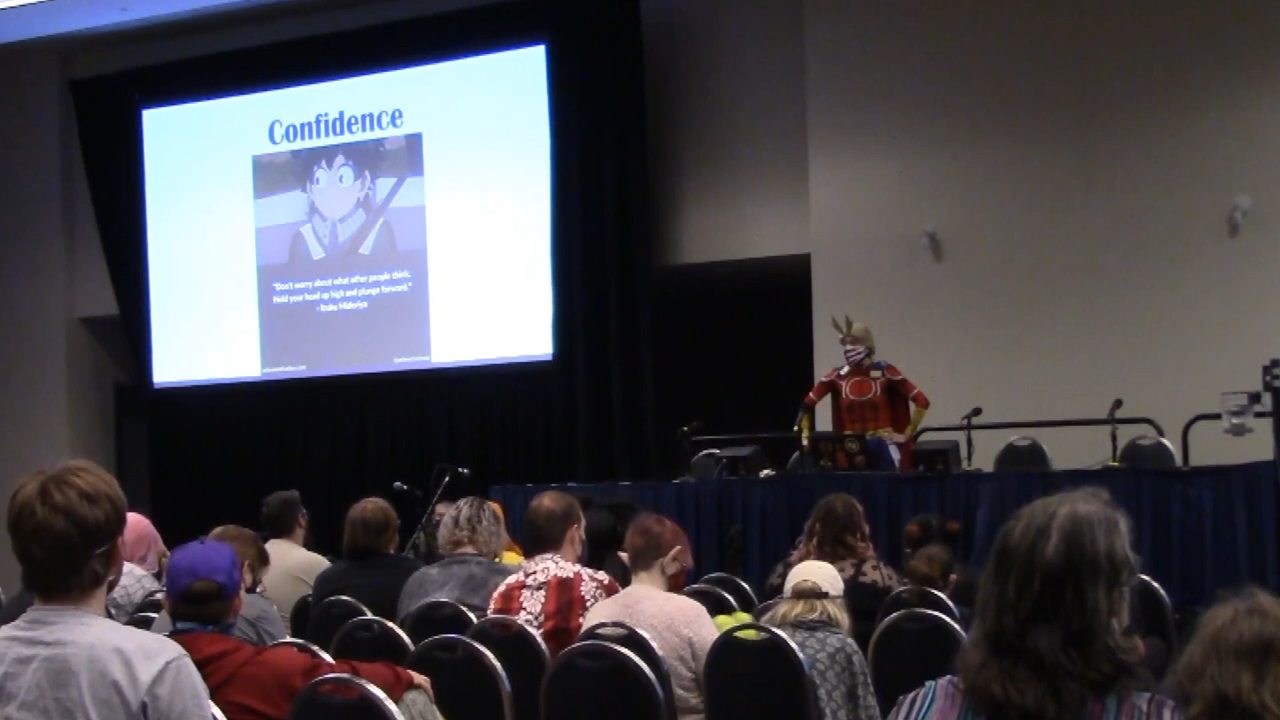 Confidence
"Don't worry about what other people think.
Hold your head up high and plunge forward."
- Izuku Midoriya